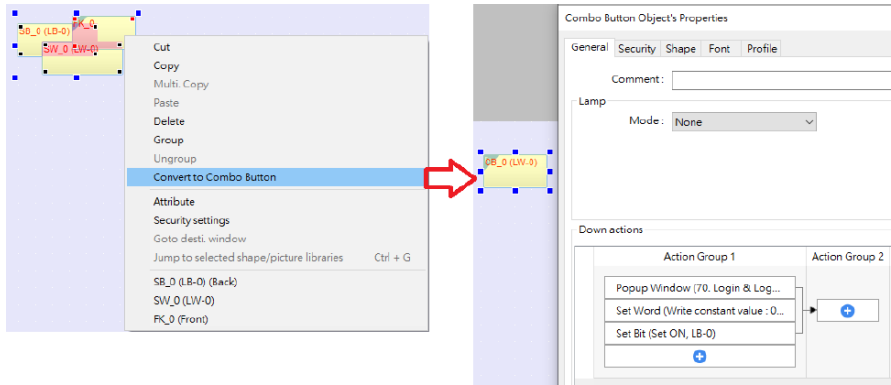 SB_0 (LB-0)
FK_0
SW_0 (LW-0)
Cut
Copy
Multi. Copy
Paste
Delete
Group
Ungroup
Convert to Combo Button
Attribute
Security settings
Goto desti. window
Jump to selected shape/picture libraries Ctrl + G
SB_0 (LB-0) (Back)
SW_0 (LW-0)
FK_0 (Front)
Combo Button Object's Properties
General Security Shape Font Profile
Comment :
Lamp
Mode : None
(LW-0)
Down actions
Action Group 1 Action Group 2
Popup Window (70. Login & Log...
Set Word (Write constant value : 0...
Set Bit (Set ON, LB-0)